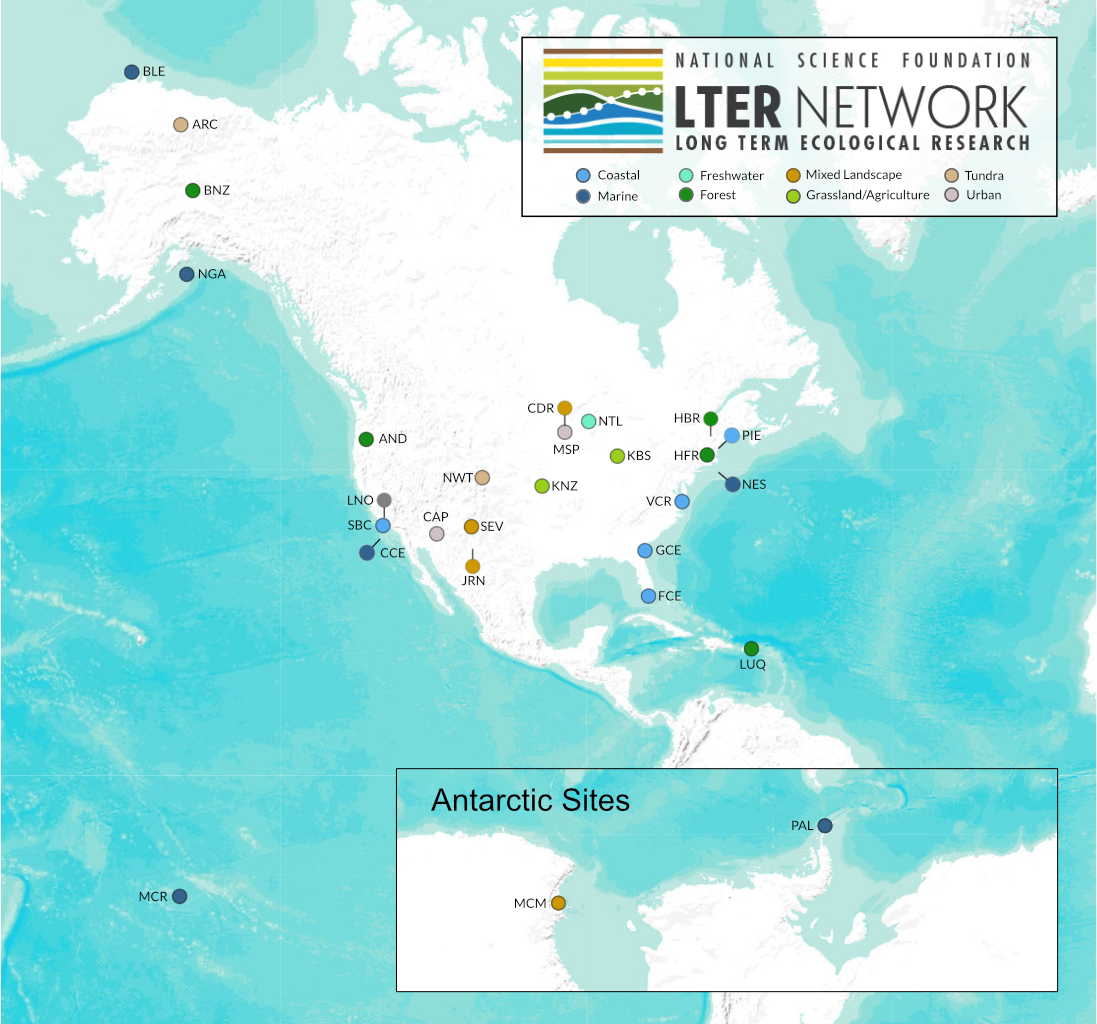 BLE
NATIONAL SCIENCE FOUNDATION
LTER NETWORK
LONG TERM ECOLOGICAL RESEARCH
Coastal
Freshwater
Mixed Landscape
Tundra
Marine
Forest
Grassland/Agriculture
Urban
ARC
BNZ
NGA
CDR
NTL
HBR
PIE
AND
MSP
KBS
HFR
NWT
KNZ
NES
LNO
VCR
CAP
SBC
SEV
CCE
GCE
JRN
FCE
LUQ
Antarctic Sites
PAL
MCR
MCM